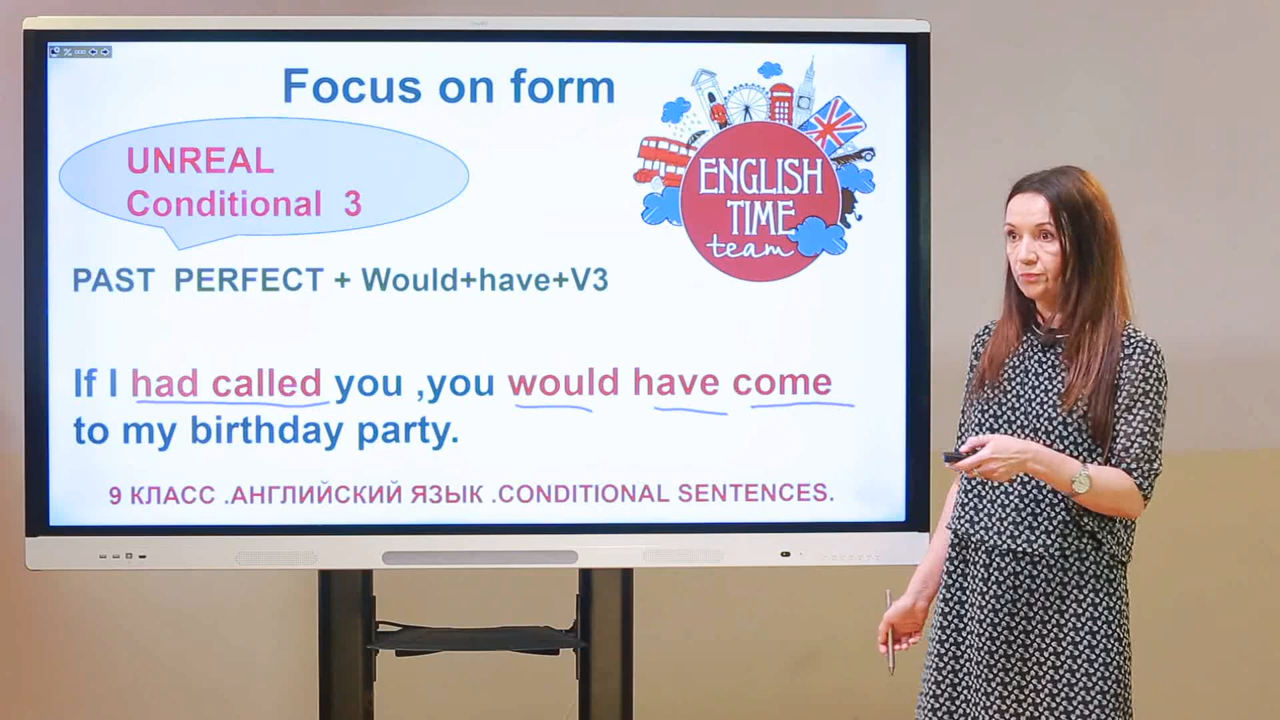 Focus on form
UNREAL
Conditional 3
ENGLISH
TIME
team
PAST PERFECT + Would+have+V3
If I had called you ,you would have come
to my birthday party.
9 КЛАСС .АНГЛИЙСКИЙ ЯЗЫК .CONDITIONAL SENTENCES.